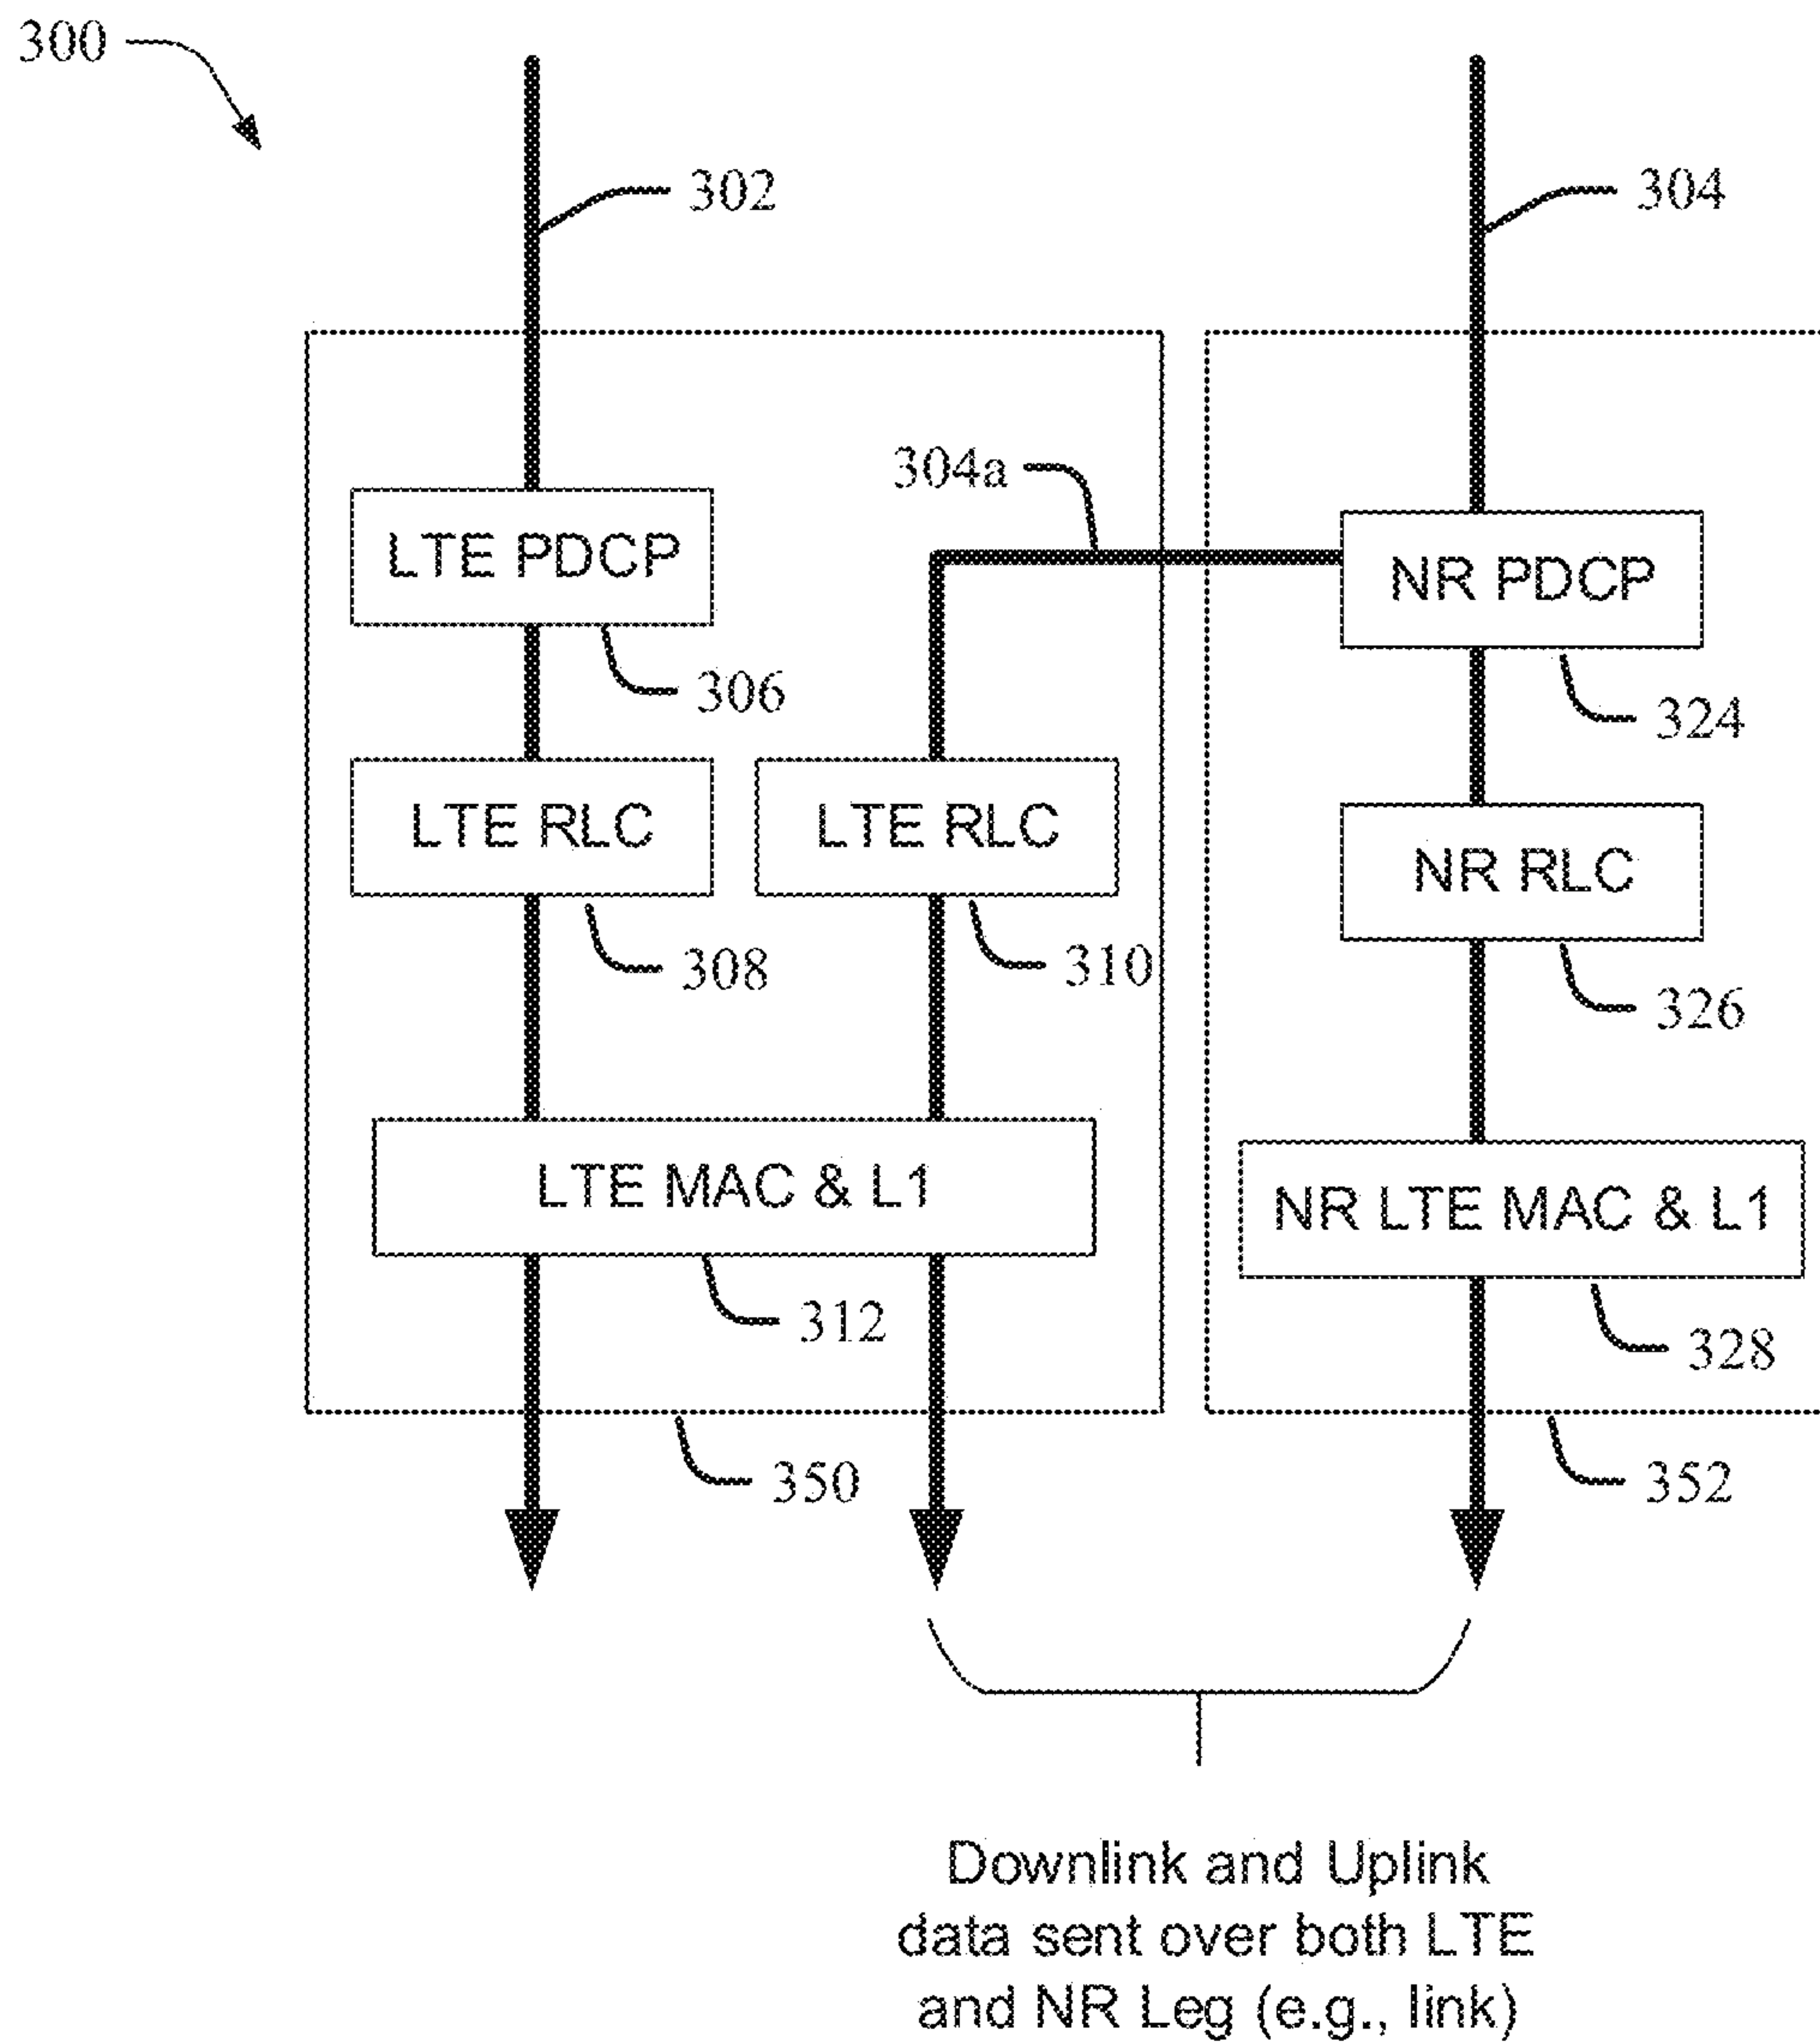 300
302
304
304a
LTE PDCP
NR PDCP
306
324
LTE RLC
LTE RLC
NR RLC
308
310
326
LTE MAC & L1
NR LTE MAC & L1
312
328
350
352
Downlink and Uplink
data sent over both LTE
and NR Leg (e.g., link)